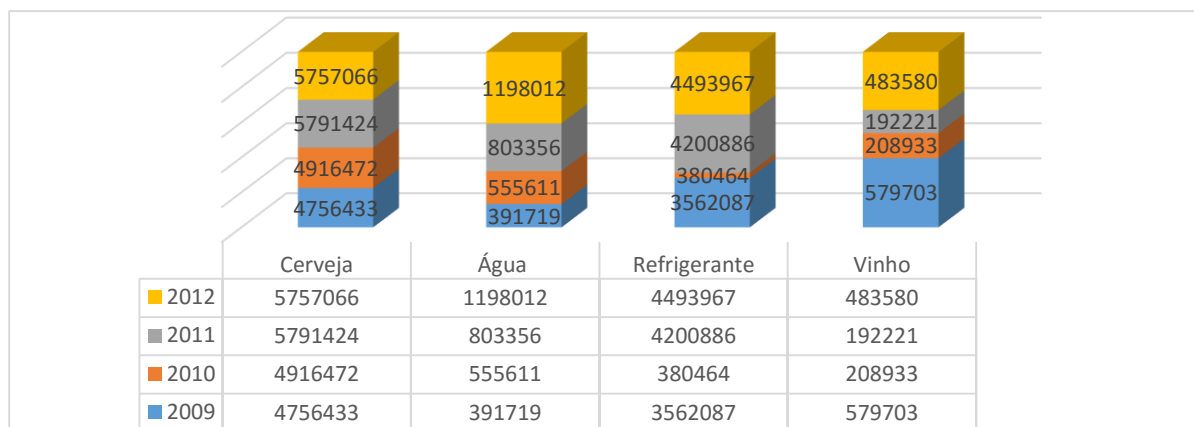 5757066 1198012 4493967 483580
5791424 803356 4200886 192221
4916472 555611 380464 208933
4756433 391719 3562087 579703
Cerveja Água Refrigerante Vinho
2012 5757066 1198012 4493967 483580
2011 5791424 803356 4200886 192221
2010 4916472 555611 380464 208933
2009 4756433 391719 3562087 579703